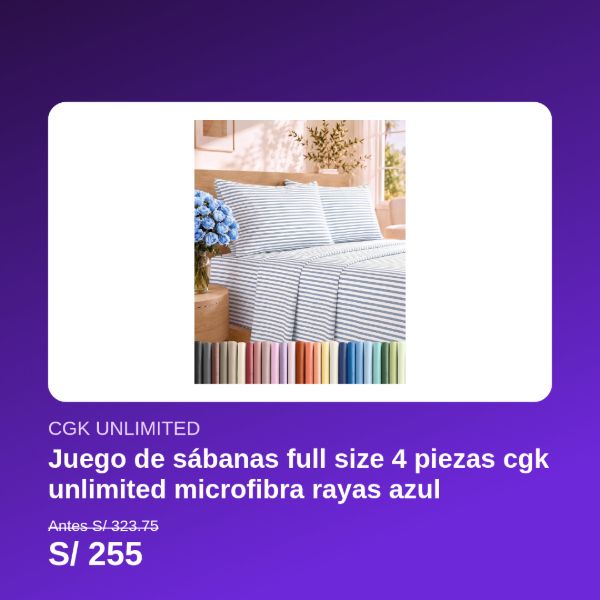 CGK UNLIMITED
Juego de sábanas full size 4 piezas cgk
unlimited microfibra rayas azul
Antes S/ 323.75
S/ 255